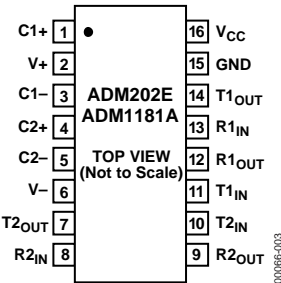 C1+ 1 16 VCC
V+ 2 15 GND
C1– 3 ADM202E 14 T1OUT
C2+ 4 ADM1181A 13 R1IN
C2– 5 TOP VIEW 12 R1OUT
(Not to Scale)
V– 6 11 T1IN
T2OUT 7 10 T2IN
R2IN 8 9 R2OUT
00066-003